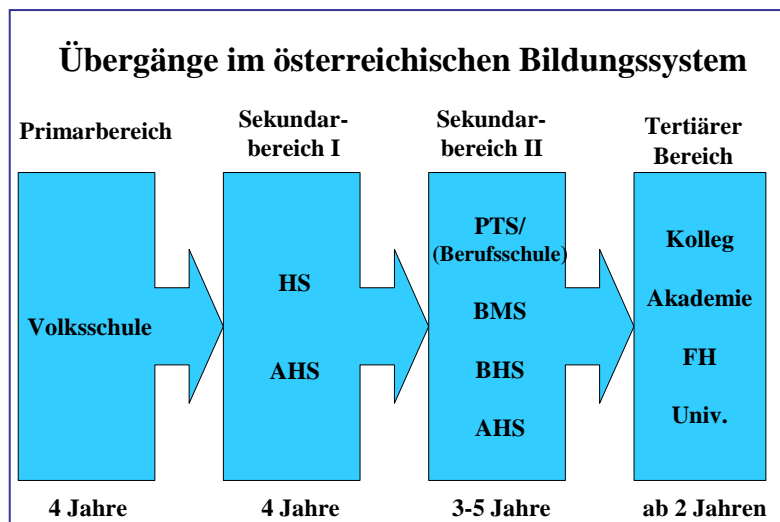 Übergänge im österreichischen Bildungssystem
Primarbereich
Sekundar-
bereich I
Sekundar-
bereich II
Tertiärer
Bereich
Volksschule
HS
AHS
PTS/
(Berufsschule)
BMS
BHS
AHS
Kolleg
Akademie
FH
Univ.
4 Jahre
4 Jahre
3-5 Jahre
ab 2 Jahren